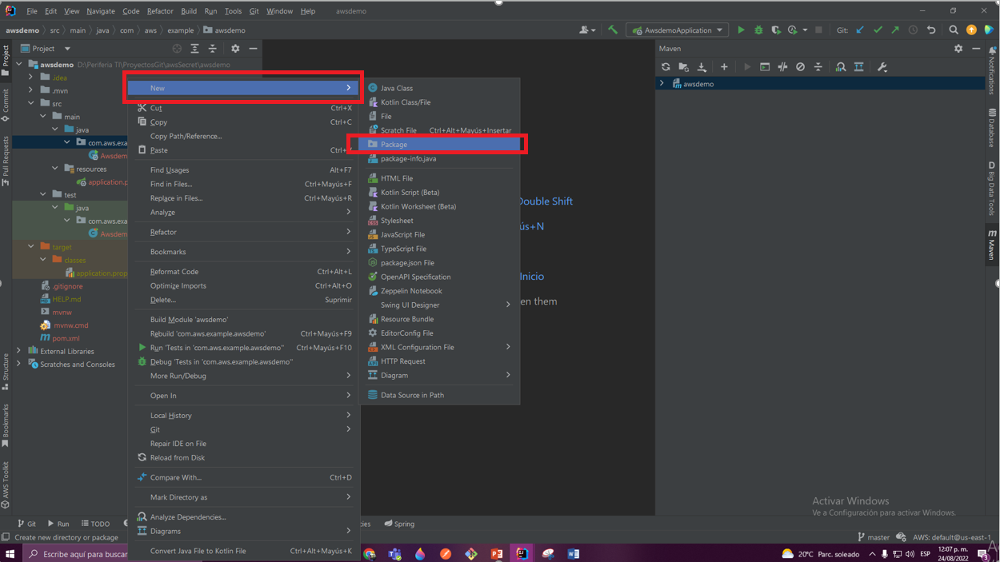 File Edit View Navigate Code Refactor Build Run Tools Git Window Help awsdemo
awsdemo src main java com aws example awsdemo
AwsdemoApplication
Git:
Project
awsdemo D:\Periferia TI\ProyectosGit\awsSecret\awsdemo
.idea
.mvn
src
main
java
com.aws.exa
Awsdem
resources
application.p
test
java
com.aws.exa
Awsdem
target
classes
application.prop
.gitignore
HELP.md
mvnw
mvnw.cmd
pom.xml
External Libraries
Scratches and Consoles
Project
Commit
Pull Requests
Structure
Bookmarks
AWS Toolkit
New
Cut Ctrl+X
Copy Ctrl+C
Copy Path/Reference...
Paste Ctrl+
Find Usages Alt+F7
Find in Files... Ctrl+Mayús+F
Replace in Files... Ctrl+Mayús+R
Analyze
Refactor
Bookmarks
Reformat Code Ctrl+Alt+L
Optimize Imports Ctrl+Alt+O
Delete... Suprimir
Build Module 'awsdemo'
Rebuild 'com.aws.example.awsdemo' Ctrl+Mayús+F9
Run 'Tests in 'com.aws.example.awsdemo'' Ctrl+Mayús+F10
Debug 'Tests in 'com.aws.example.awsdemo''
More Run/Debug
Open In
Local History
Git
Repair IDE on File
Reload from Disk
Compare With... Ctrl+D
Mark Directory as
Analyze Dependencies...
Diagrams
Convert Java File to Kotlin File Ctrl+Alt+Mayús+K
Java Class
Kotlin Class/File
File
Scratch File Ctrl+Alt+Mayús+Insertar
Package
package-info.java
HTML File
Kotlin Script (Beta)
Kotlin Worksheet (Beta)
Stylesheet
JavaScript File
TypeScript File
package.json File
OpenAPI Specification
Zeppelin Notebook
Swing UI Designer
Resource Bundle
EditorConfig File
XML Configuration File
HTTP Request
Diagram
Data Source in Path
Double Shift
ús+N
Inicio
en them
Maven
awsdemo
Notifications
Database
Big Data Tools
Maven
Activar Windows
Ve a Configuración para activar Windows.
Git Run TODO
cies Spring
Create new directory or package
master AWS: default@us-east-1
Escribe aquí para buscar
20°C Parc. soleado
ESP
12:07 p. m.
24/08/2022
3